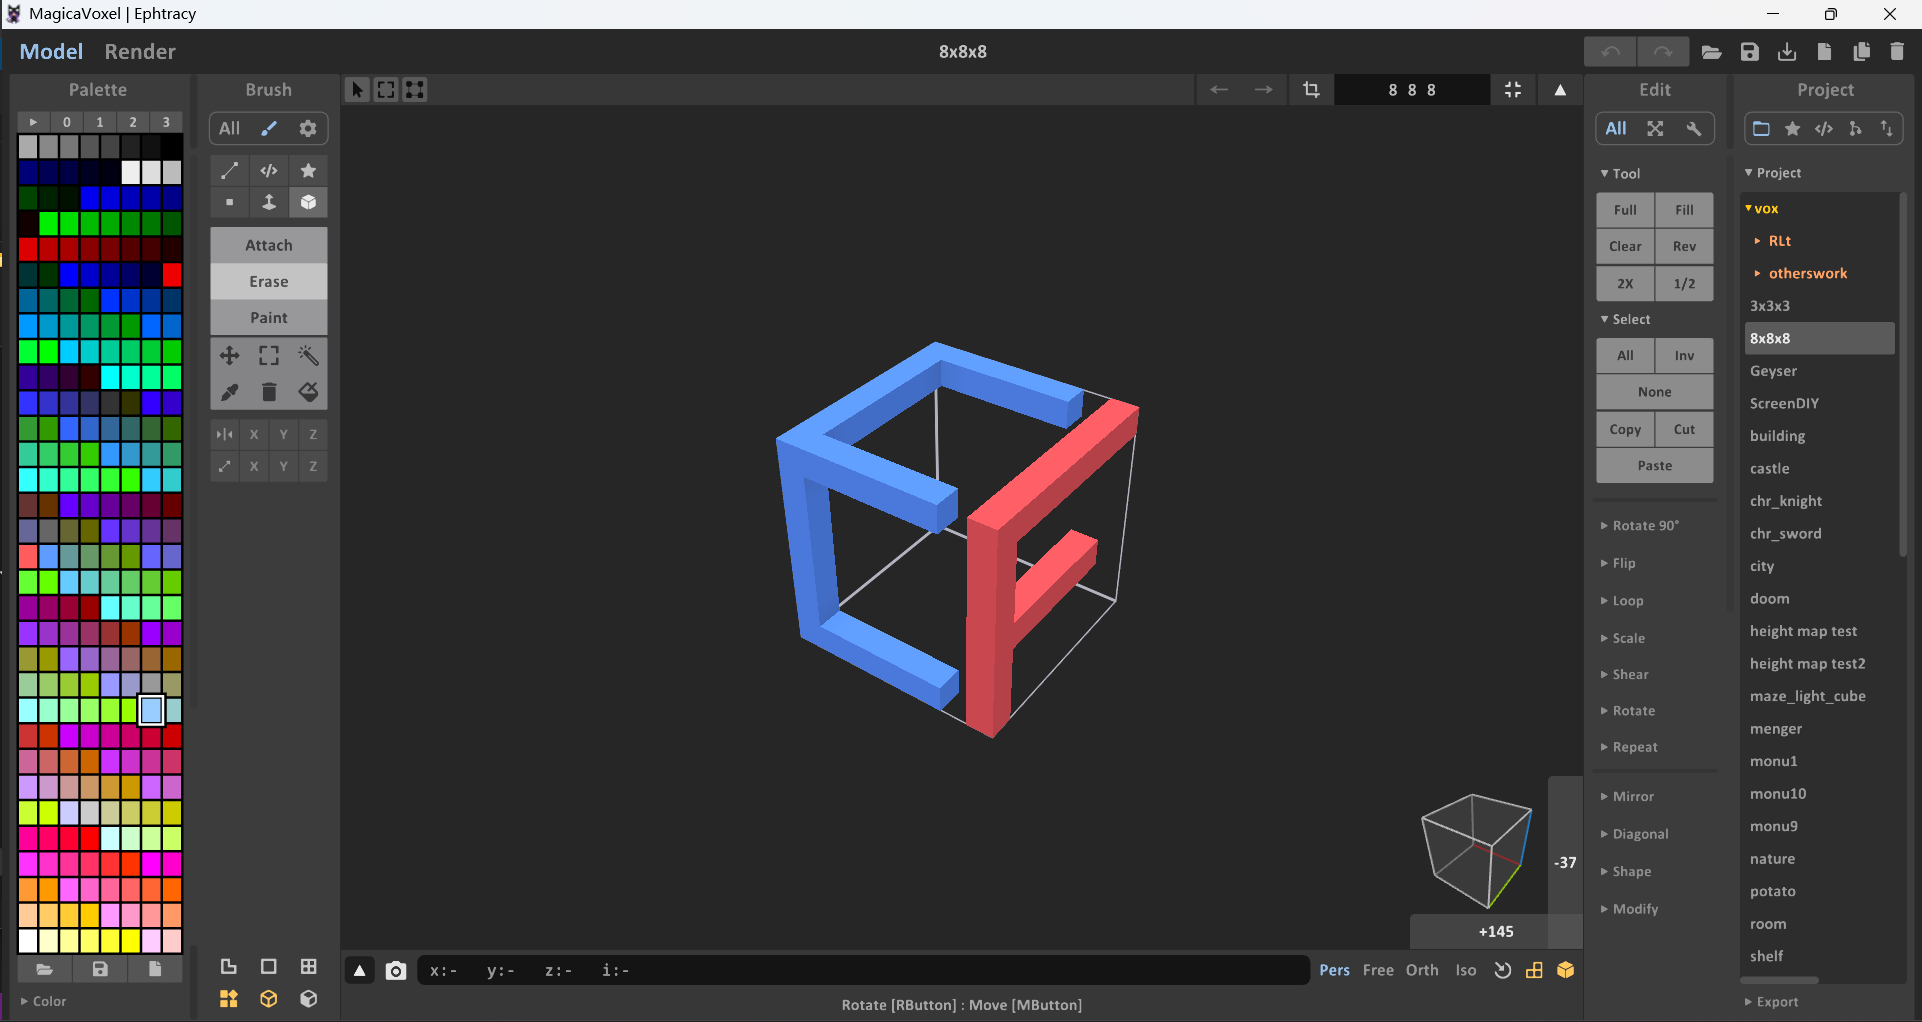 MagicaVoxel | Ephtracy
Model Render
8x8x8
Palette
0 1 2 3
Color
Brush
All
Attach
Erase
Paint
X Y Z
X Y Z
8 8 8
-37
+145
x:- y:- z:- i:-
Pers Free Orth Iso
Rotate [RButton] : Move [MButton]
Edit
All
Tool
Full Fill
Clear Rev
2X 1/2
Select
All Inv
None
Copy Cut
Paste
Rotate 90°
Flip
Loop
Scale
Shear
Rotate
Repeat
Mirror
Diagonal
Shape
Modify
Project
Project
vox
RLt
otherswork
3x3x3
8x8x8
Geyser
ScreenDIY
building
castle
chr_knight
chr_sword
city
doom
height map test
height map test2
maze_light_cube
menger
monu1
monu10
monu9
nature
potato
room
shelf
Export